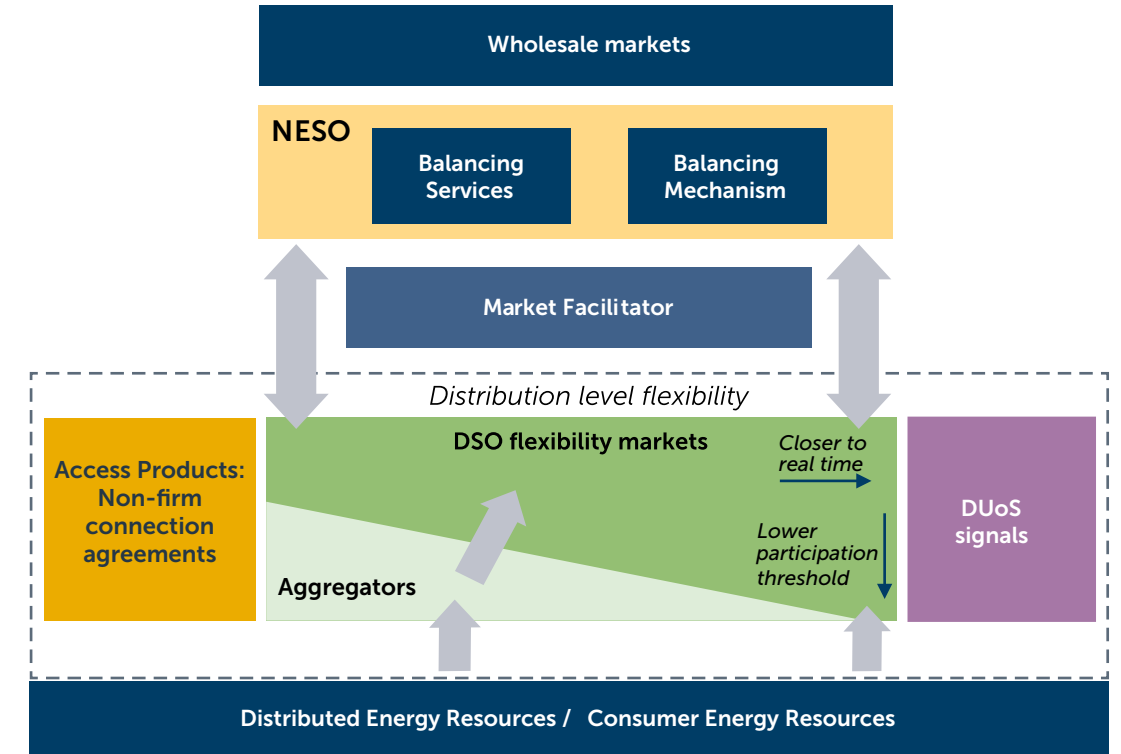 Wholesale markets
NESO
Balancing
Services
Balancing
Mechanism
Market Facilitator
Distribution level flexibility
Access Products:
Non-firm
connection
agreements
DSO flexibility markets
Closer to
real time
Lower
participation
threshold
Aggregators
DUoS
signals
Distributed Energy Resources / Consumer Energy Resources